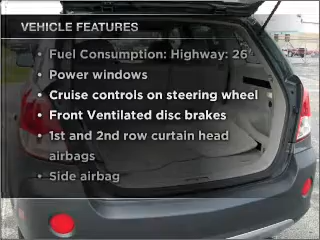 VEHICLE FEATURES
• Fuel Consumption: Highway: 26
• Power windows
• Cruise controls on steering wheel
• Front Ventilated disc brakes
• 1st and 2nd row curtain head
airbags
• Side airbag